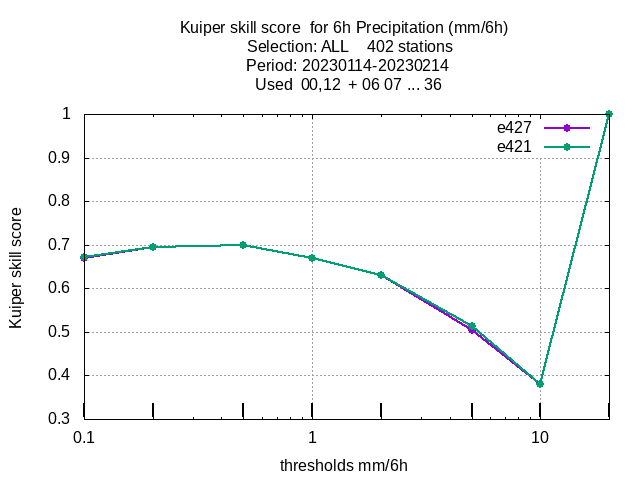 Kuiper skill score  for 6h Precipitation (mm/6h)
Selection: ALL    402 stations
Period: 20230114-20230214
Used  00,12  + 06 07 ... 36
e427
e421
1
0.9
0.8
0.7
0.6
0.5
0.4
0.3
Kuiper skill score
0.1 1 10
thresholds mm/6h